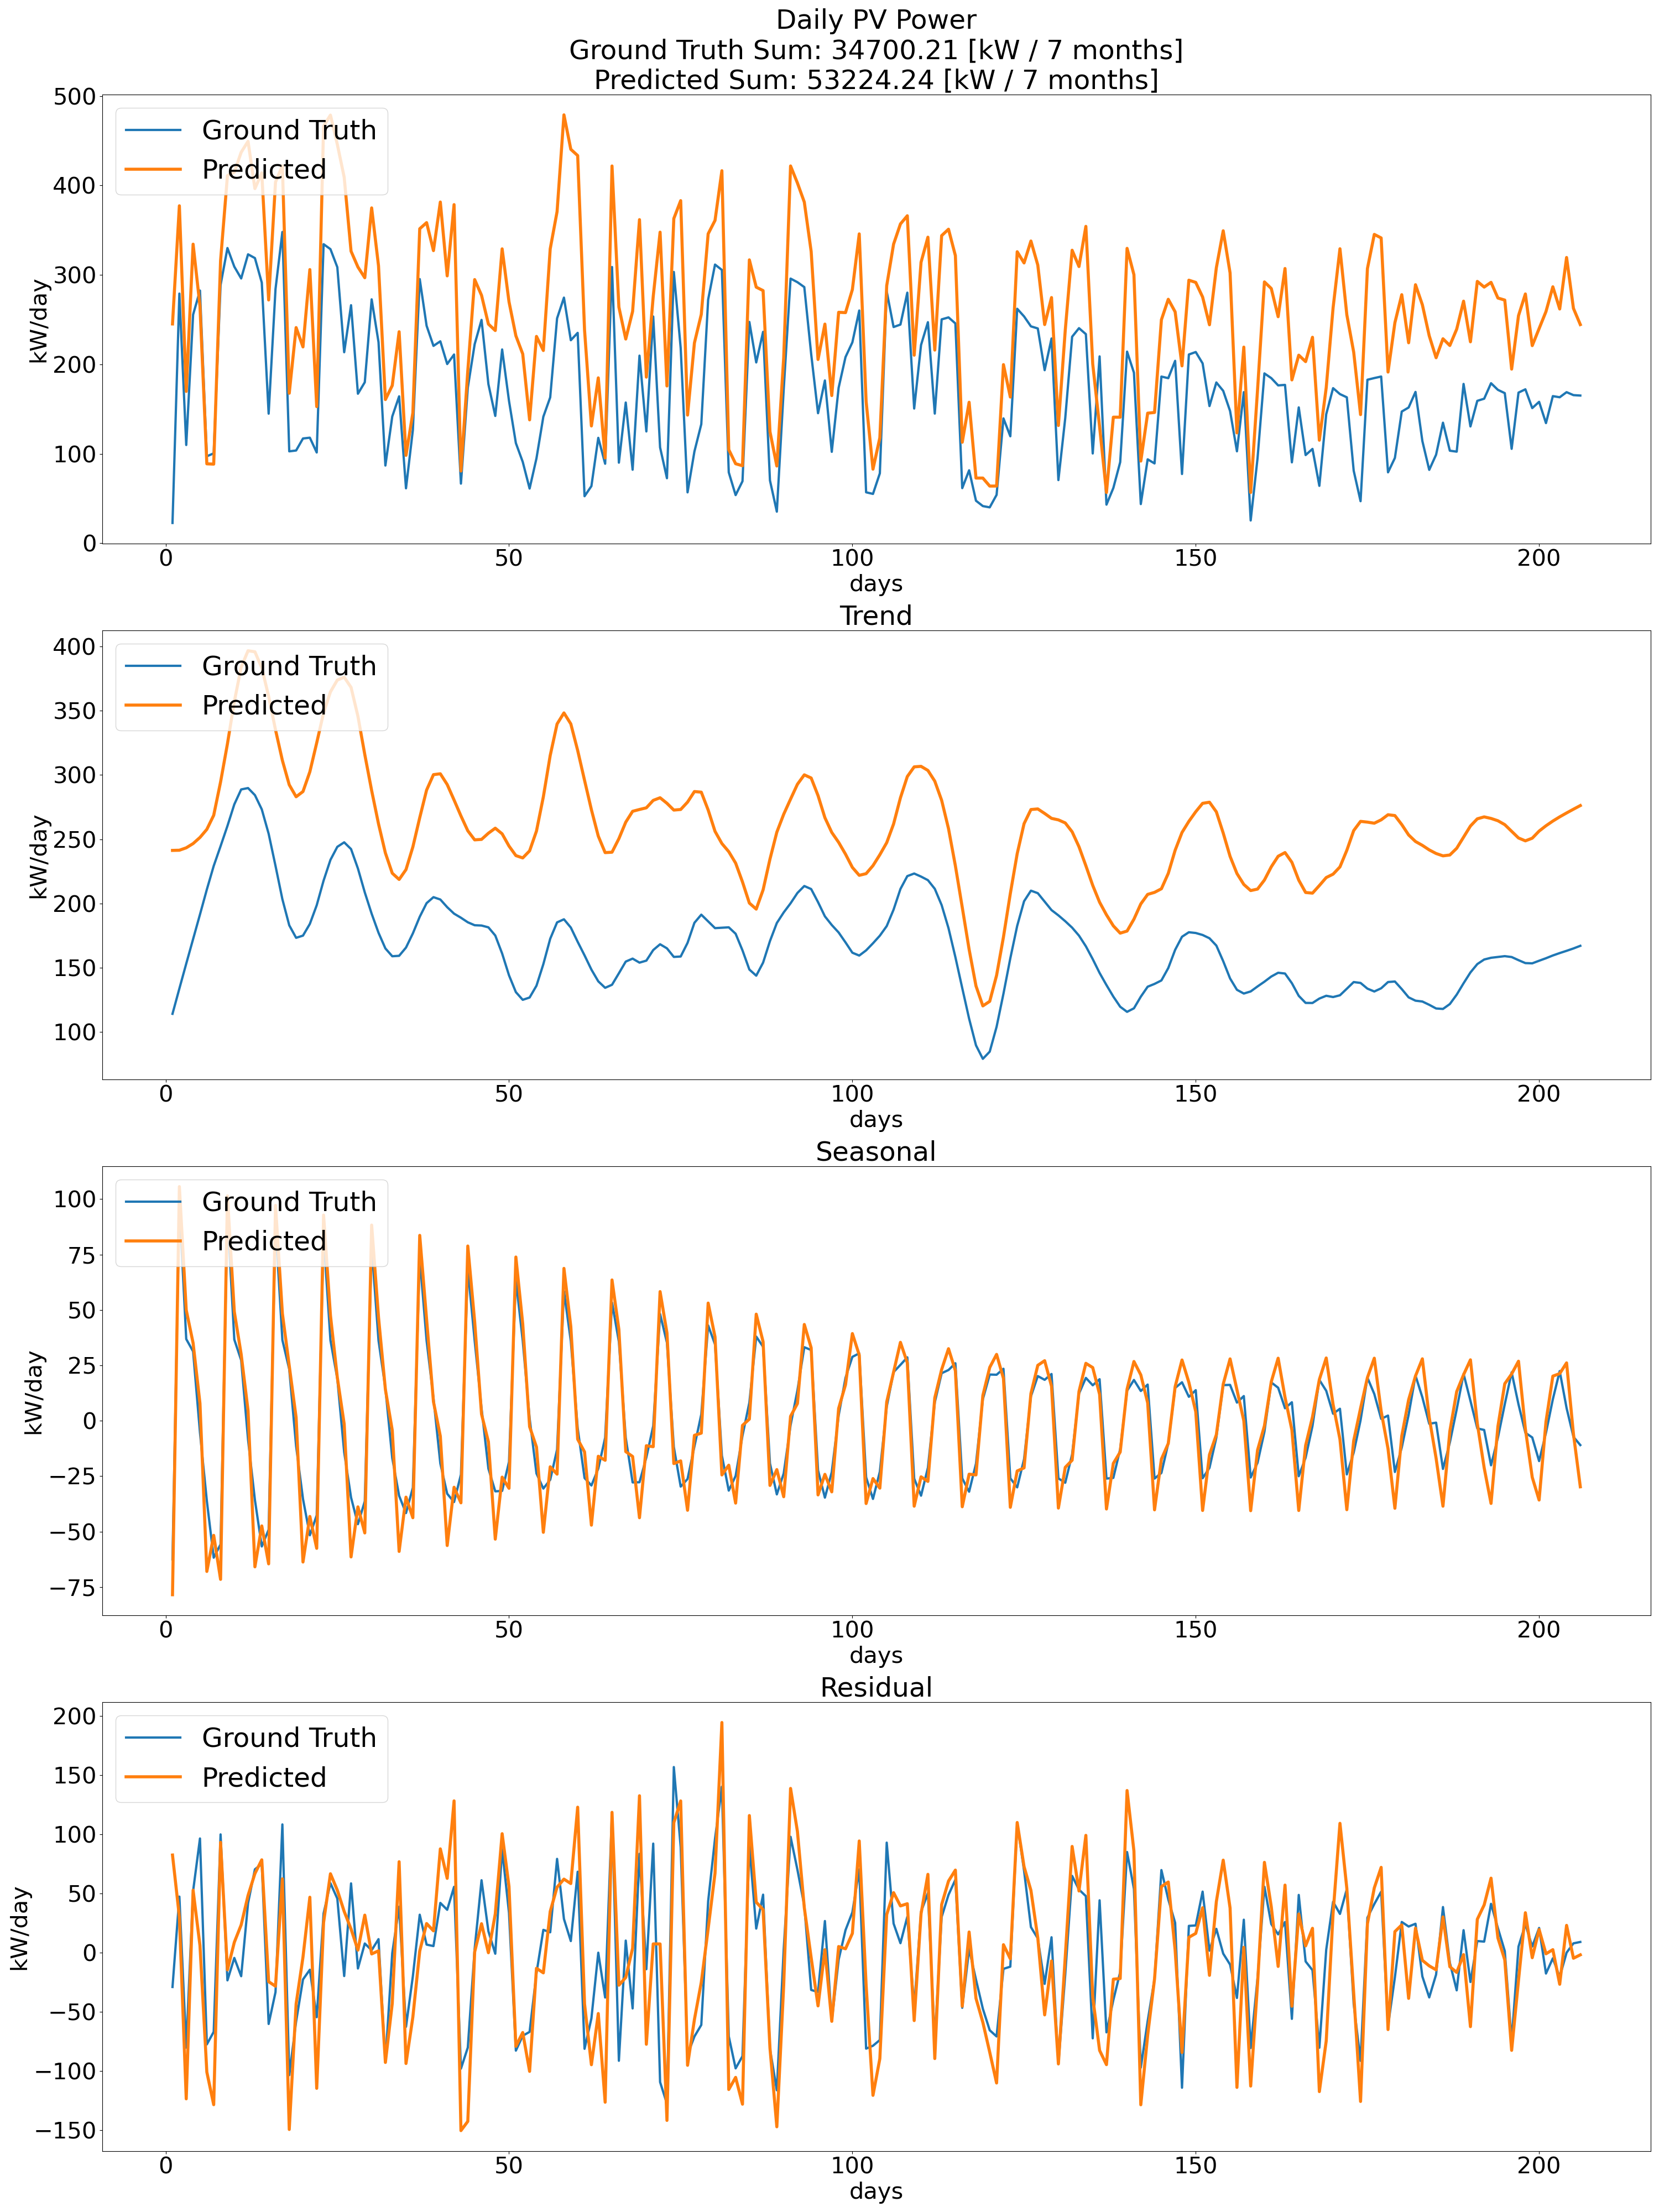 Daily PV Power
Ground Truth Sum: 34700.21 [kW / 7 months]
Predicted Sum: 53224.24 [kW / 7 months]
500
400
300
200
100
0
kW/day
Ground Truth
Predicted
0 50 100 150 200
days
Trend
400
350
300
250
200
150
100
kW/day
Ground Truth
Predicted
0 50 100 150 200
days
Seasonal
100
75
50
25
0
−25
−50
−75
kW/day
Ground Truth
Predicted
0 50 100 150 200
days
Residual
200
150
100
50
0
−50
−100
−150
kW/day
Ground Truth
Predicted
0 50 100 150 200
days